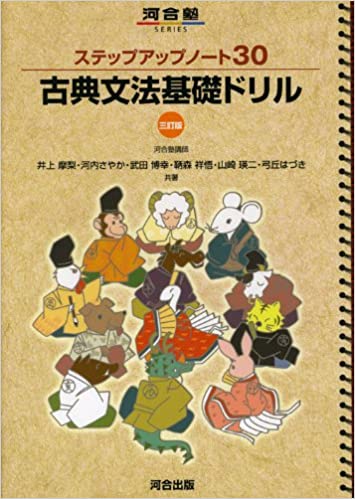 河合塾
SERIES
ステップアップノート30
古典文法基礎ドリル
三訂版
河合塾講師
井上 摩梨・河内さやか・武田 博幸・鞆森 祥悟・山崎 瑛二・弓丘はづき
共著
河合出版